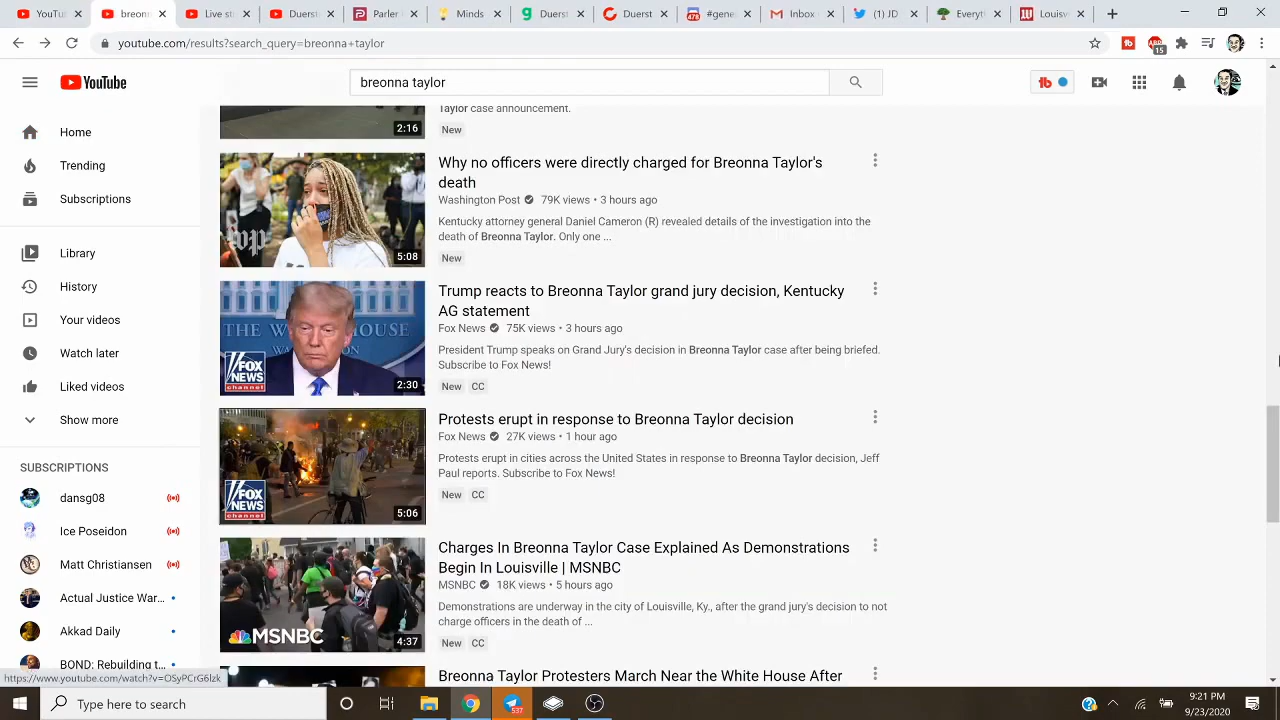 YouTube
breonn
Live st
Duerst
Parler
Minds
Duerst
Duerst
#gene
Inbox
(1) JD
Everyt
Louisv
youtube.com/results?search_query=breonna+taylor
15
YouTube
breonna taylor
Home
Trending
Subscriptions
Library
History
Your videos
Watch later
Liked videos
Show more
SUBSCRIPTIONS
dansg08
Ice Poseidon
Matt Christiansen
Actual Justice War...
Akkad Daily
BOND: Rebuilding t...
Taylor case announcement.
2:16
New
Why no officers were directly charged for Breonna Taylor's
death
Washington Post 79K views • 3 hours ago
Kentucky attorney general Daniel Cameron (R) revealed details of the investigation into the
death of Breonna Taylor. Only one ...
wp
5:08
New
Trump reacts to Breonna Taylor grand jury decision, Kentucky
AG statement
Fox News 75K views • 3 hours ago
President Trump speaks on Grand Jury's decision in Breonna Taylor case after being briefed.
Subscribe to Fox News!
THE WHITE HOUSE
WASHINGTON
FOX
NEWS
channel
2:30
New CC
Protests erupt in response to Breonna Taylor decision
Fox News 27K views • 1 hour ago
Protests erupt in cities across the United States in response to Breonna Taylor decision, Jeff
Paul reports. Subscribe to Fox News!
FOX
NEWS
channel
5:06
New CC
Charges In Breonna Taylor Case Explained As Demonstrations
Begin In Louisville | MSNBC
MSNBC 18K views • 5 hours ago
Demonstrations are underway in the city of Louisville, Ky., after the grand jury's decision to not
charge officers in the death of ...
MSNBC
4:37
New CC
Breonna Taylor Protesters March Near the White House After
https://www.youtube.com/watch?v=OSyPCrG6lzk
Type here to search
537
9:21 PM
9/23/2020